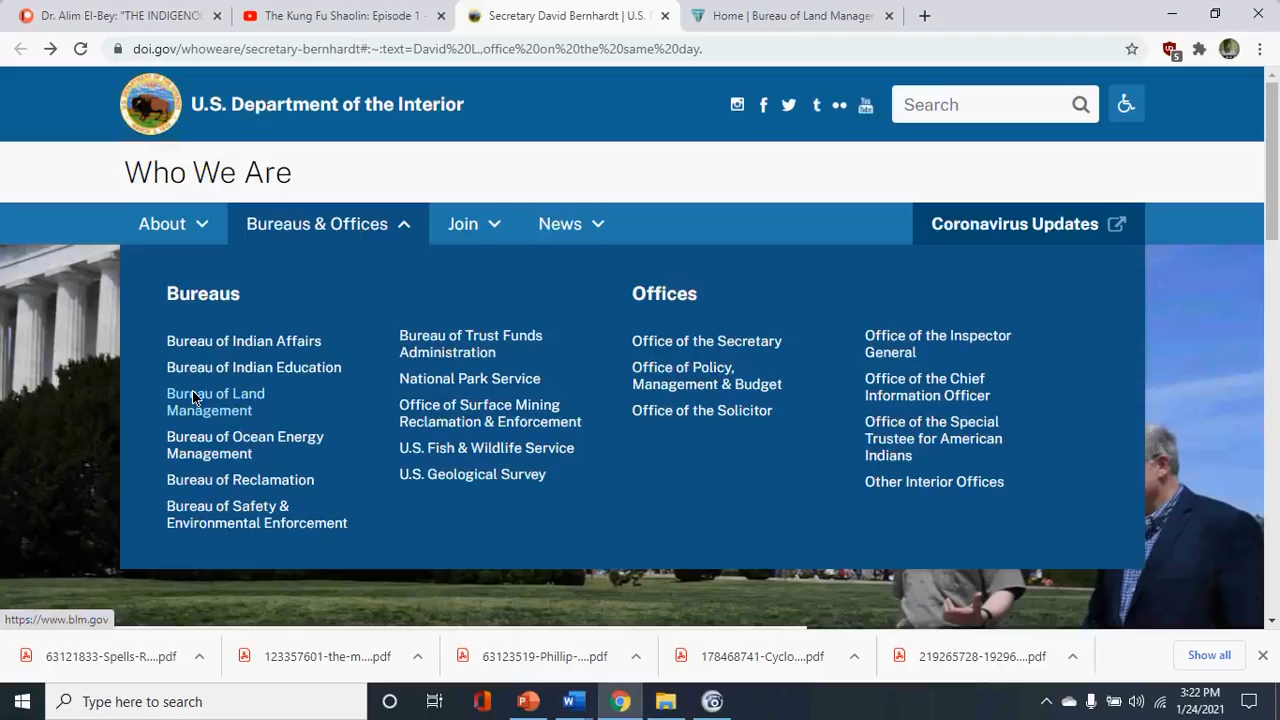 Dr. Alim El-Bey: "THE INDIGENO
The Kung Fu Shaolin: Episode 1 -
Secretary David Bernhardt | U.S.
Home | Bureau of Land Manager
doi.gov/whoweare/secretary-bernhardt#:~:text=David%20L.,office%20on%20the%20same%20day.
5
U.S. Department of the Interior
You Tube
Search
Who We Are
About
Bureaus & Offices
Join
News
Coronavirus Updates
Bureaus
Bureau of Indian Affairs
Bureau of Indian Education
Bureau of Land
Management
Bureau of Ocean Energy
Management
Bureau of Reclamation
Bureau of Safety &
Environmental Enforcement
Bureau of Trust Funds
Administration
National Park Service
Office of Surface Mining
Reclamation & Enforcement
U.S. Fish & Wildlife Service
U.S. Geological Survey
Offices
Office of the Secretary
Office of Policy,
Management & Budget
Office of the Solicitor
Office of the Inspector
General
Office of the Chief
Information Officer
Office of the Special
Trustee for American
Indians
Other Interior Offices
https://www.blm.gov
63121833-Spells-R....pdf
123357601-the-m....pdf
63123519-Phillip-....pdf
178468741-Cyclo....pdf
219265728-19296....pdf
Show all
Type here to search
3:22 PM
1/24/2021